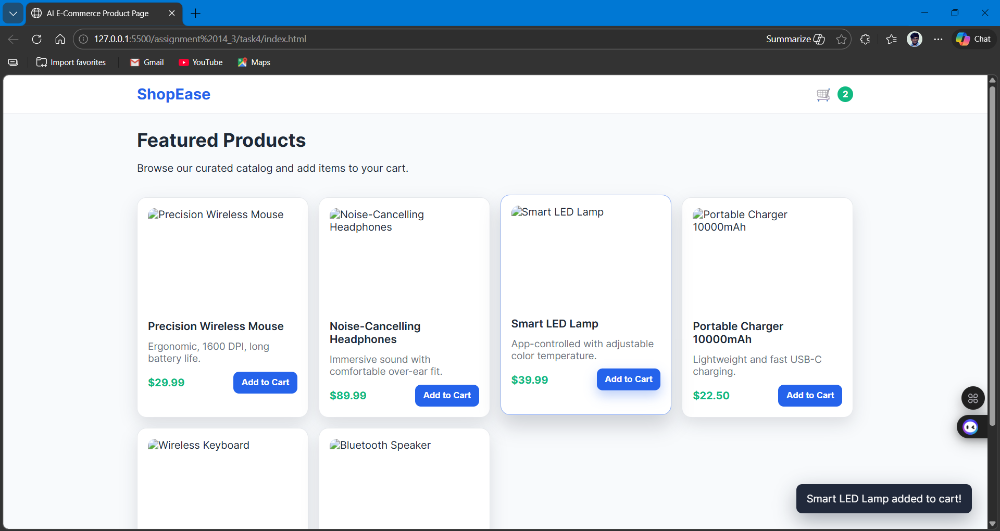 AI E-Commerce Product Page
127.0.0.1:5500/assignment%2014_3/task4/index.html
Summarize
Chat
Import favorites
Gmail
YouTube
Maps
ShopEase
2
Featured Products
Browse our curated catalog and add items to your cart.
Precision Wireless Mouse
Precision Wireless Mouse
Ergonomic, 1600 DPI, long
battery life.
$29.99
Add to Cart
Noise-Cancelling
Headphones
Noise-Cancelling
Headphones
Immersive sound with
comfortable over-ear fit.
$89.99
Add to Cart
Smart LED Lamp
Smart LED Lamp
App-controlled with adjustable
color temperature.
$39.99
Add to Cart
Portable Charger
10000mAh
Portable Charger
10000mAh
Lightweight and fast USB-C
charging.
$22.50
Add to Cart
Wireless Keyboard
Bluetooth Speaker
Smart LED Lamp added to cart!